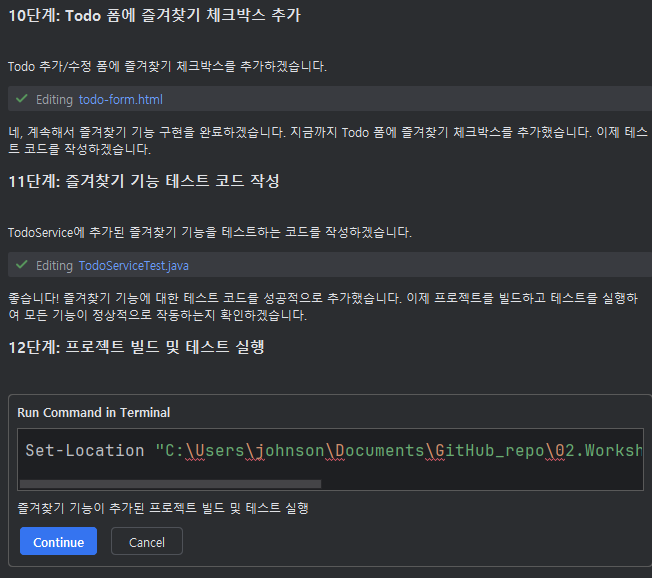 10단계: Todo 폼에 즐겨찾기 체크박스 추가
Todo 추가/수정 폼에 즐겨찾기 체크박스를 추가하겠습니다.
Editing todo-form.html
네, 계속해서 즐겨찾기 기능 구현을 완료하겠습니다. 지금까지 Todo 폼에 즐겨찾기 체크박스를 추가했습니다. 이제 테스
트 코드를 작성하겠습니다.
11단계: 즐겨찾기 기능 테스트 코드 작성
TodoService에 추가된 즐겨찾기 기능을 테스트하는 코드를 작성하겠습니다.
Editing TodoServiceTest.java
좋습니다! 즐겨찾기 기능에 대한 테스트 코드를 성공적으로 추가했습니다. 이제 프로젝트를 빌드하고 테스트를 실행하
여 모든 기능이 정상적으로 작동하는지 확인하겠습니다.
12단계: 프로젝트 빌드 및 테스트 실행
Run Command in Terminal
Set-Location "C:\Users\johnson\Documents\GitHub_repo\02.Worksh
즐겨찾기 기능이 추가된 프로젝트 빌드 및 테스트 실행
Continue Cancel